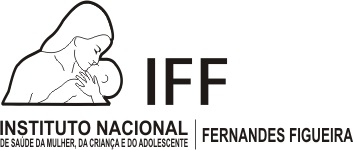 IFF
INSTITUTO NACIONAL
DE SAÚDE DA MULHER, DA CRIANÇA E DO ADOLESCENTE
FERNANDES FIGUEIRA